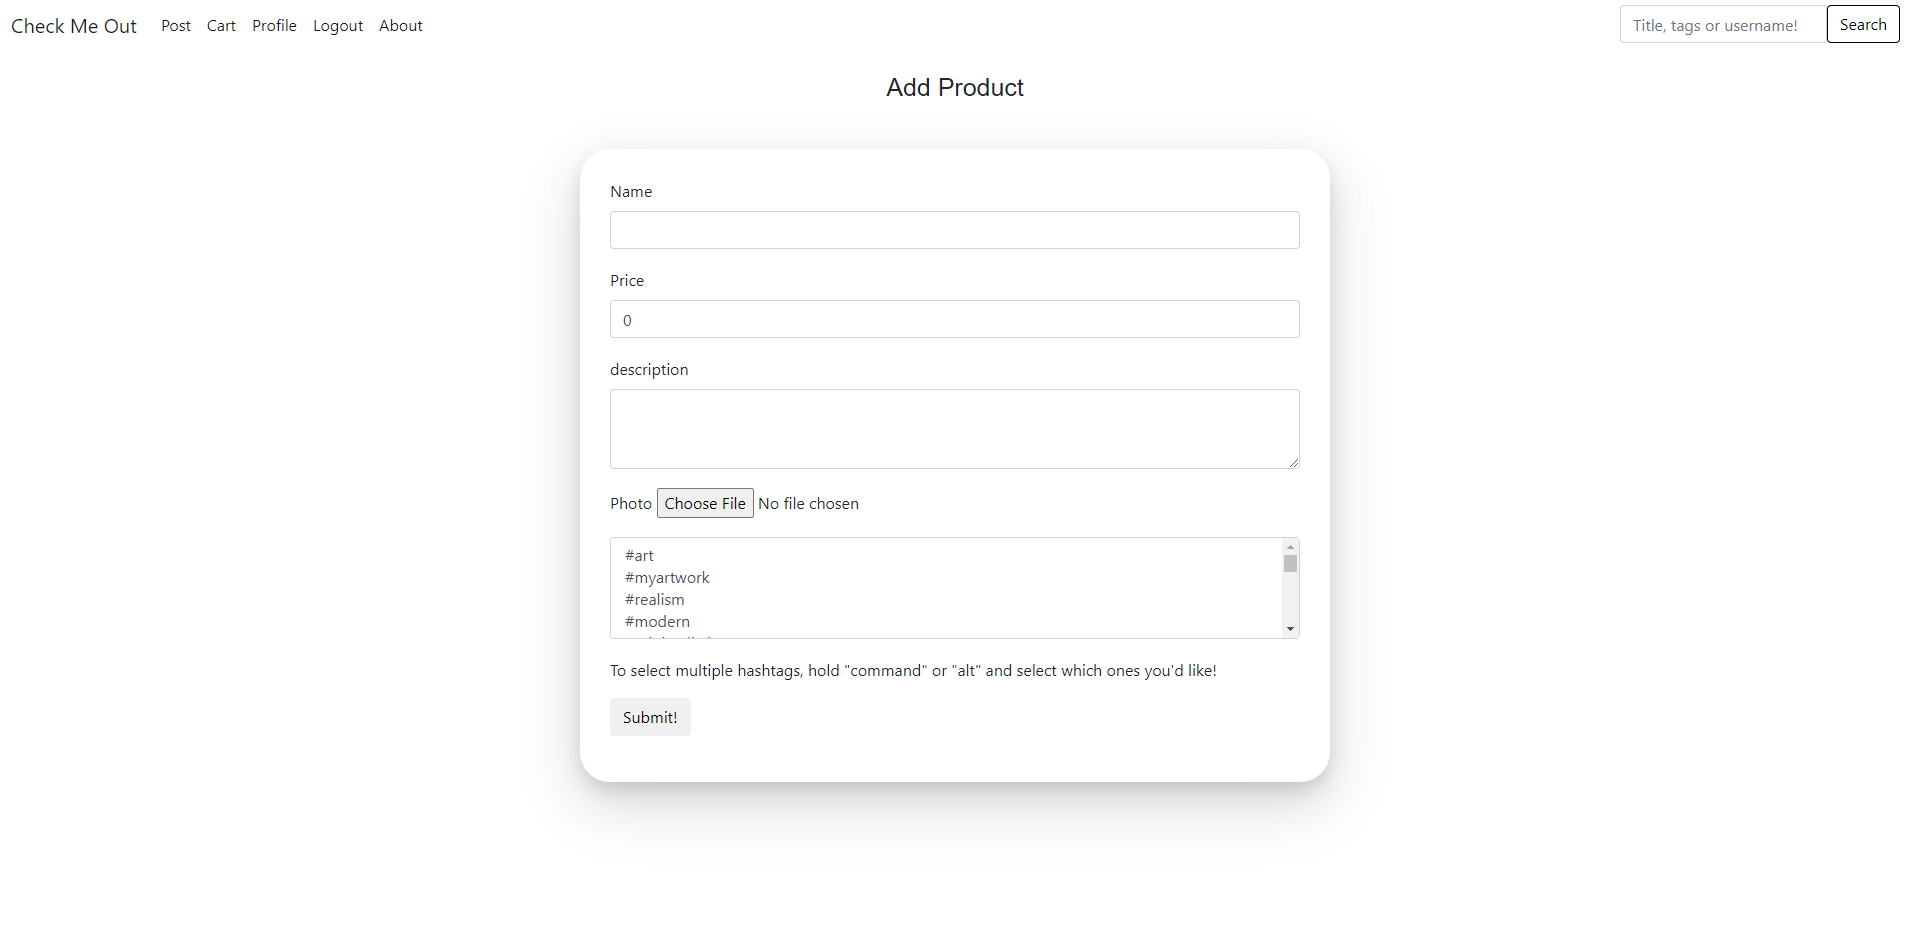 Check Me Out Post Cart Profile Logout About Title, tags or username! Search
Add Product
Name
Price
0
description
Photo Choose File No file chosen
#art
#myartwork
#realism
#modern
To select multiple hashtags, hold "command" or "alt" and select which ones you'd like!
Submit!